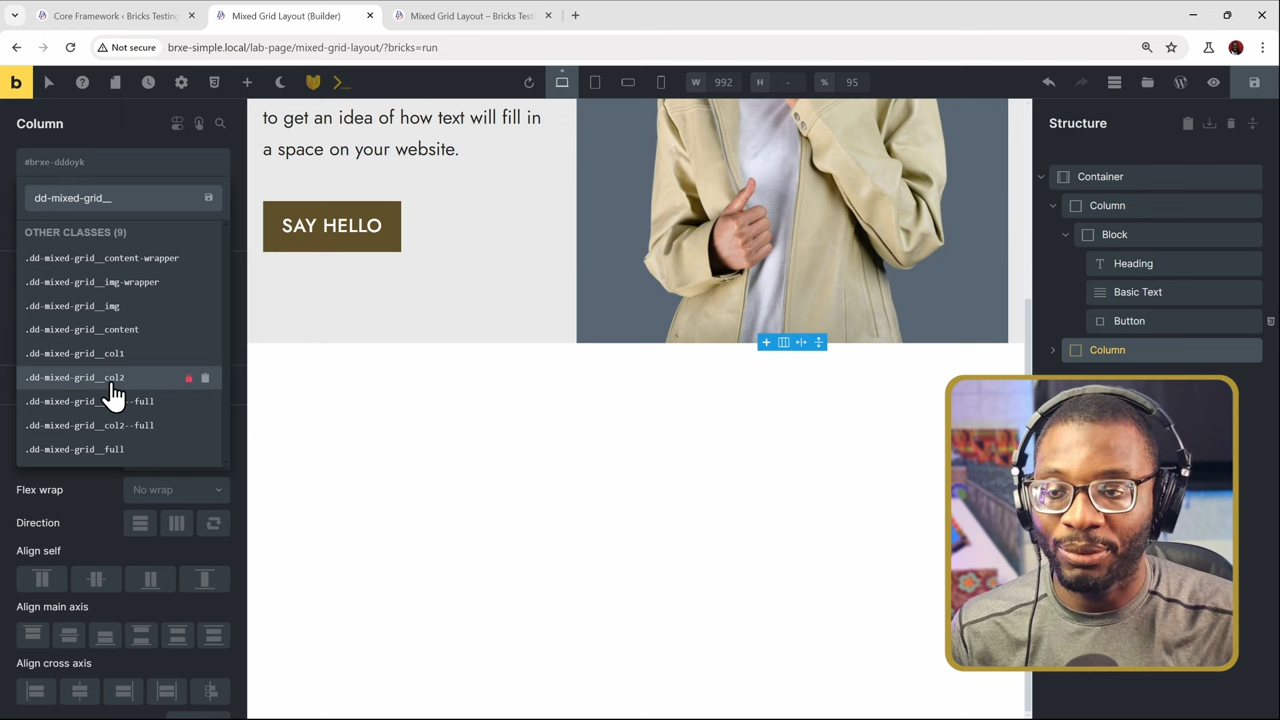 Core Framework ‹ Bricks Testing
Mixed Grid Layout (Builder)
Mixed Grid Layout – Bricks Testi
Not secure
brxe-simple.local/lab-page/mixed-grid-layout/?bricks=run
b
W 992 H - % 95
Column
#brxe-dddoyk
dd-mixed-grid__
OTHER CLASSES (9)
.dd-mixed-grid__content-wrapper
.dd-mixed-grid__img-wrapper
.dd-mixed-grid__img
.dd-mixed-grid__content
.dd-mixed-grid__col1
.dd-mixed-grid__col2
.dd-mixed-grid__ --full
.dd-mixed-grid__col2--full
.dd-mixed-grid__full
Flex wrap
No wrap
Direction
Align self
Align main axis
Align cross axis
to get an idea of how text will fill in
a space on your website.
SAY HELLO
Structure
Container
Column
Block
Heading
Basic Text
Button
Column